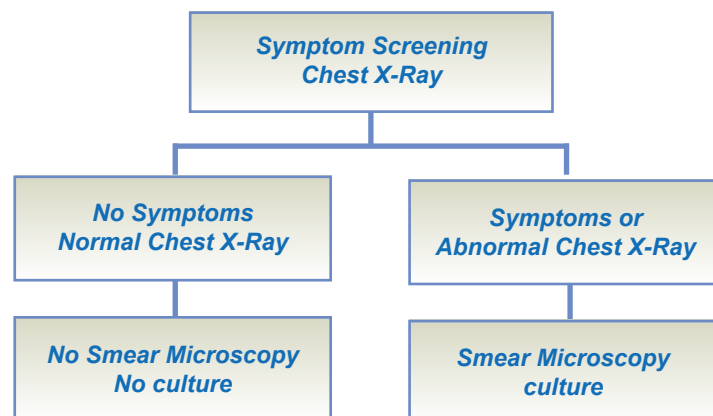 Symptom Screening
Chest X-Ray
No Symptoms
Normal Chest X-Ray
Symptoms or
Abnormal Chest X-Ray
No Smear Microscopy
No culture
Smear Microscopy
culture